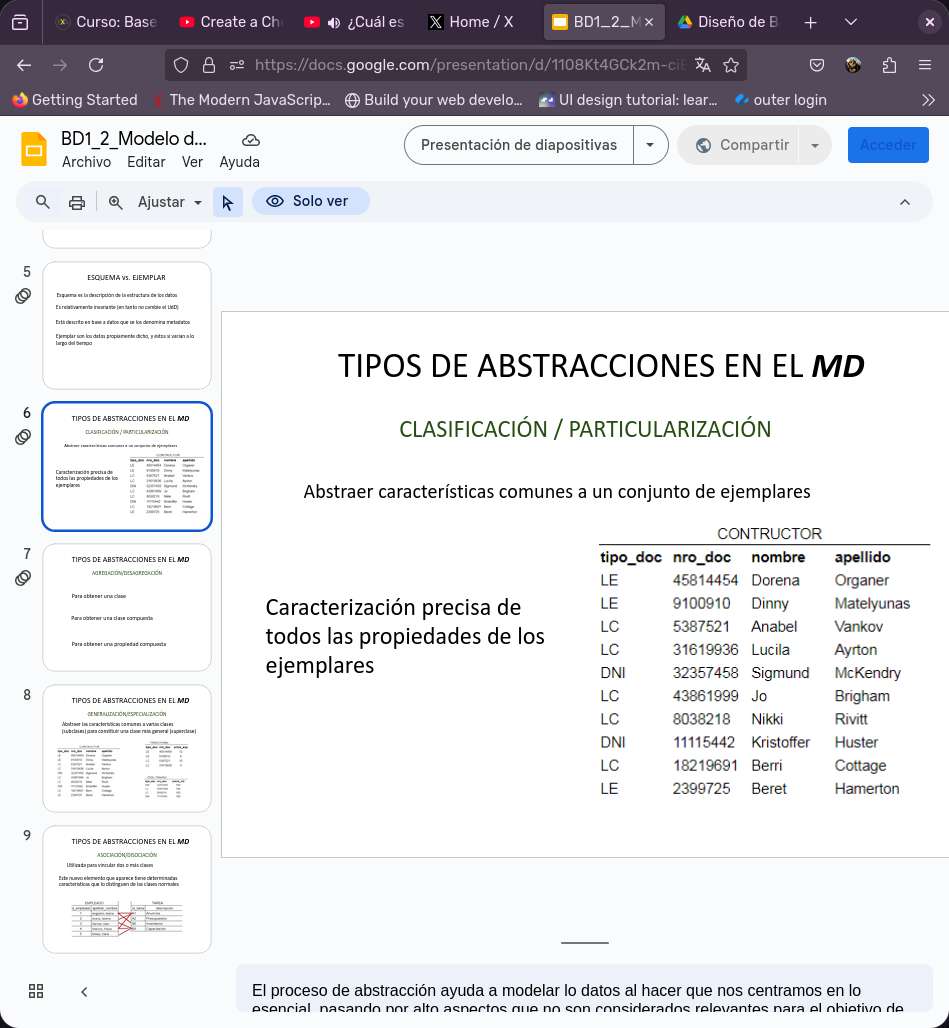 Curso: Base
Create a Ch
¿Cuál es
Home / X
BD1_2_M
Diseño de B
https://docs.google.com/presentation/d/1108Kt4GCk2m-ciE
Getting Started
The Modern JavaScrip...
Build your web develo...
UI design tutorial: lear...
outer login
BD1_2_Modelo d...
Archivo Editar Ver Ayuda
Presentación de diapositivas
Compartir
Acceder
Ajustar
Solo ver
5
ESQUEMA vs. EJEMPLAR
Esquema es la descripción de la estructura de los datos
Es relativamente invariante (en tanto no cambie el UdD)
Está descrito en base a datos que se los denomina metadatos
Ejemplar son los datos propiamente dicho, y éstos si varían a lo
largo del tiempo
6
TIPOS DE ABSTRACCIONES EN EL MD
CLASIFICACIÓN / PARTICULARIZACIÓN
Abstraer características comunes a un conjunto de ejemplares
Caracterización precisa de
todos las propiedades de los
ejemplares
7
TIPOS DE ABSTRACCIONES EN EL MD
AGREGACIÓN/DESAGREGACIÓN
Para obtener una clase
Para obtener una clase compuesta
Para obtener una propiedad compuesta
8
TIPOS DE ABSTRACCIONES EN EL MD
GENERALIZACIÓN/ESPECIALIZACIÓN
Abstraer las características comunes a varias clases
(subclases) para constituir una clase más general (superclase)
9
TIPOS DE ABSTRACCIONES EN EL MD
ASOCIACIÓN/DISOCIACIÓN
Utilizada para vincular dos o más clases
Este nuevo elemento que aparece tiene determinadas
características que lo distinguen de las clases normales
EMPLEADO TAREA
TIPOS DE ABSTRACCIONES EN EL MD
CLASIFICACIÓN / PARTICULARIZACIÓN
Abstraer características comunes a un conjunto de ejemplares
Caracterización precisa de
todos las propiedades de los
ejemplares
CONTRUCTOR
tipo_doc nro_doc nombre apellido
LE 45814454 Dorena Organer
LE 9100910 Dinny Matelyunas
LC 5387521 Anabel Vankov
LC 31619936 Lucila Ayrton
DNI 32357458 Sigmund McKendry
LC 43861999 Jo Brigham
LC 8038218 Nikki Rivitt
DNI 11115442 Kristoffer Huster
LC 18219691 Berri Cottage
LE 2399725 Beret Hamerton
El proceso de abstracción ayuda a modelar lo datos al hacer que nos centramos en lo
esencial, pasando por alto aspectos que no son considerados relevantes para el objetivo de